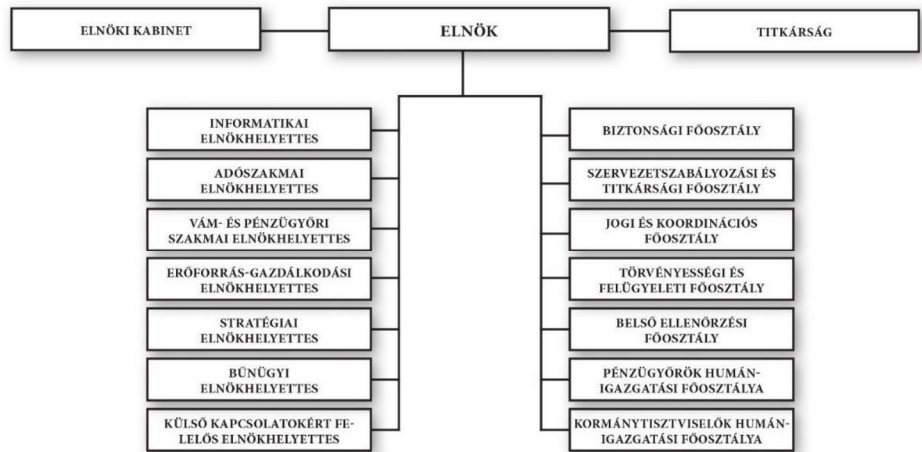 ELNÖKI KABINET
ELNÖK
TITKÁRSÁG
INFORMATIKAI
ELNÖKHELYETTES
ADÓSZAKMAI
ELNÖKHELYETTES
VÁM- ÉS PÉNZÜGYŐRI
SZAKMAI ELNÖKHELYETTES
ERŐFORRÁS-GAZDÁLKODÁSI
ELNÖKHELYETTES
STRATÉGIAI
ELNÖKHELYETTES
BŰNÜGYI
ELNÖKHELYETTES
KÜLSŐ KAPCSOLATOKÉRT FE-
LELŐS ELNÖKHELYETTES
BIZTONSÁGI FŐOSZTÁLY
SZERVEZETSZABÁLYOZÁSI ÉS
TITKÁRSÁGI FŐOSZTÁLY
JOGI ÉS KOORDINÁCIÓS
FŐOSZTÁLY
TÖRVÉNYESSÉGI ÉS
FELÜGYELETI FŐOSZTÁLY
BELSŐ ELLENŐRZÉSI
FŐOSZTÁLY
PÉNZÜGYŐRÖK HUMÁN-
IGAZGATÁSI FŐOSZTÁLYA
KORMÁNYTISZTVISELŐK HUMÁN-
IGAZGATÁSI FŐOSZTÁLYA